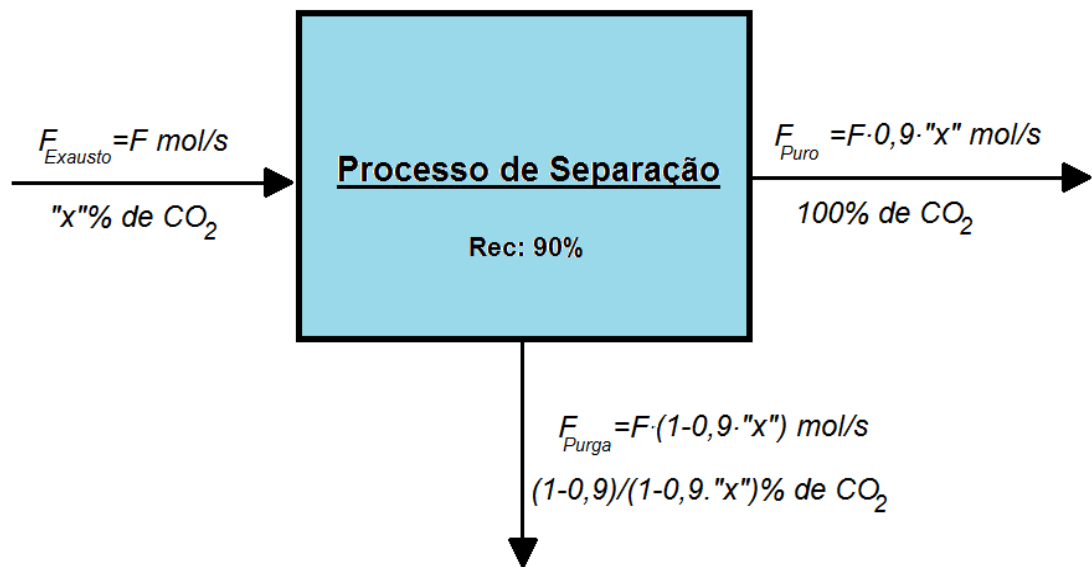 F_Exausto=F mol/s
"x"% de CO₂
Processo de Separação
Rec: 90%
F_Puro=F·0,9·"x" mol/s
100% de CO₂
F_Purga=F·(1-0,9·"x") mol/s
(1-0,9)/(1-0,9."x")% de CO₂